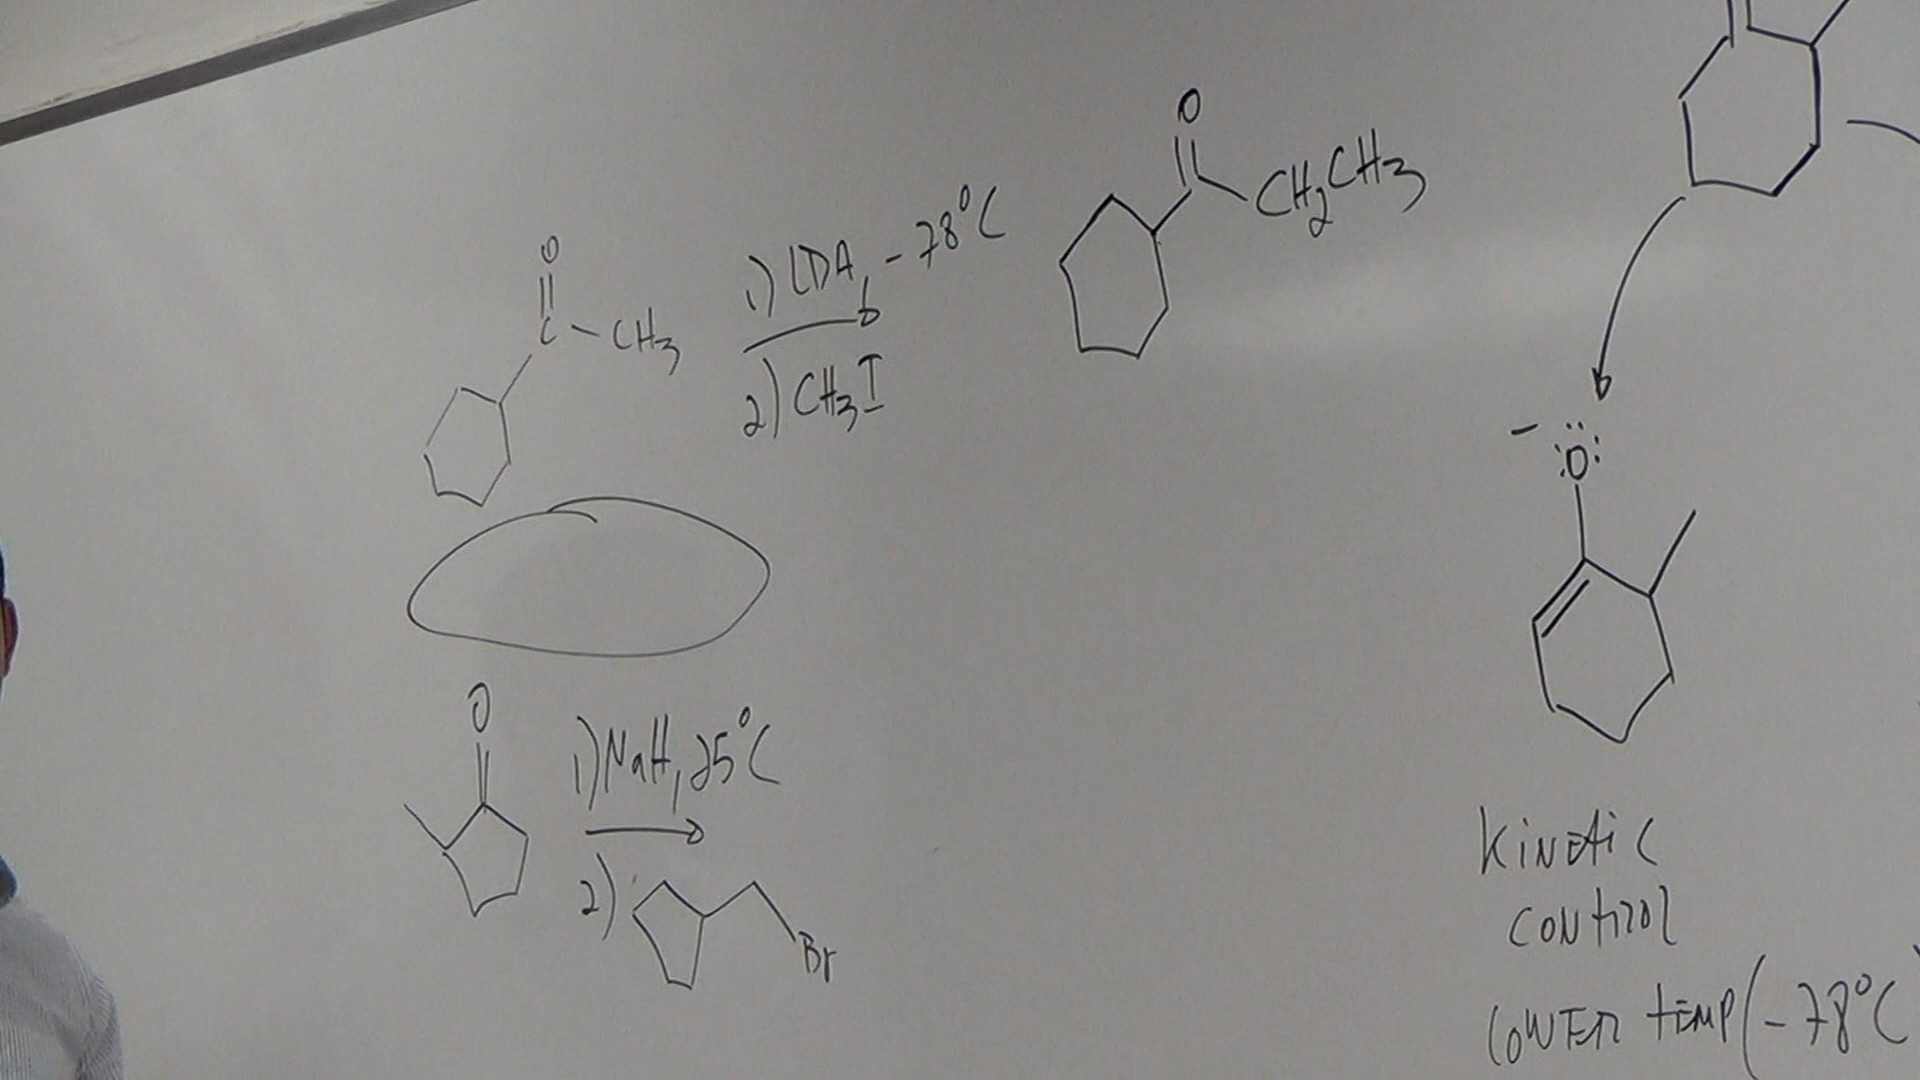 O
C-CH3
1) LDA, -78°C
2) CH3I
O
CH2CH3
O
1) NaH, 25°C
2)
Br
- :Ö:
KINETIC
CONTROL
LOWER TEMP (-78°C)